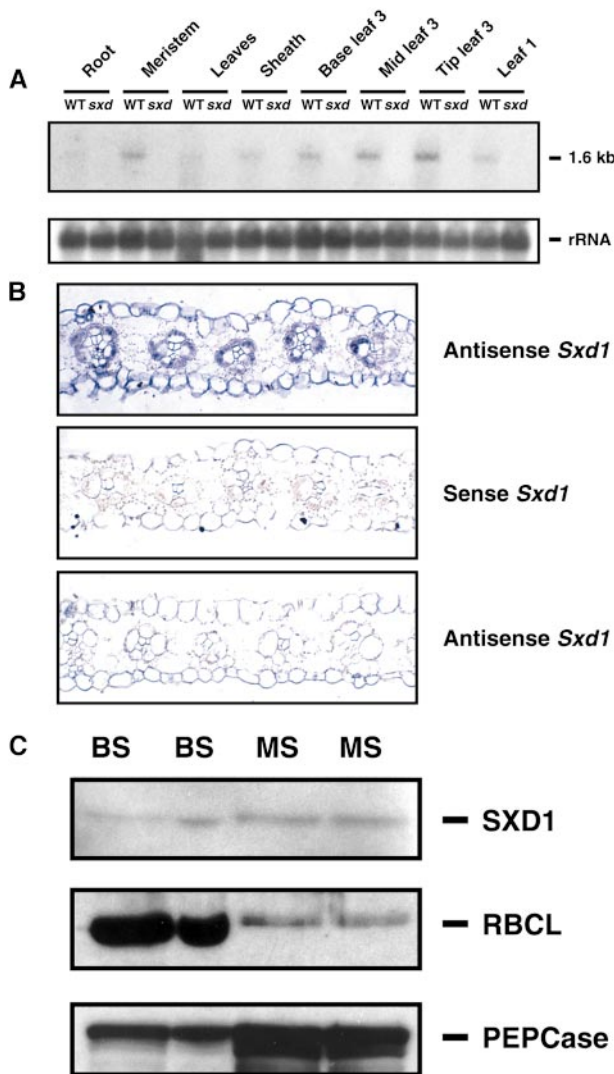 Root Meristem Leaves Sheath Base leaf 3 Mid leaf 3 Tip leaf 3 Leaf 1
A
WT sxd WT sxd WT sxd WT sxd WT sxd WT sxd WT sxd WT sxd
1.6 kb
rRNA
B
Antisense Sxd1
Sense Sxd1
Antisense Sxd1
C
BS BS MS MS
SXD1
RBCL
PEPCase